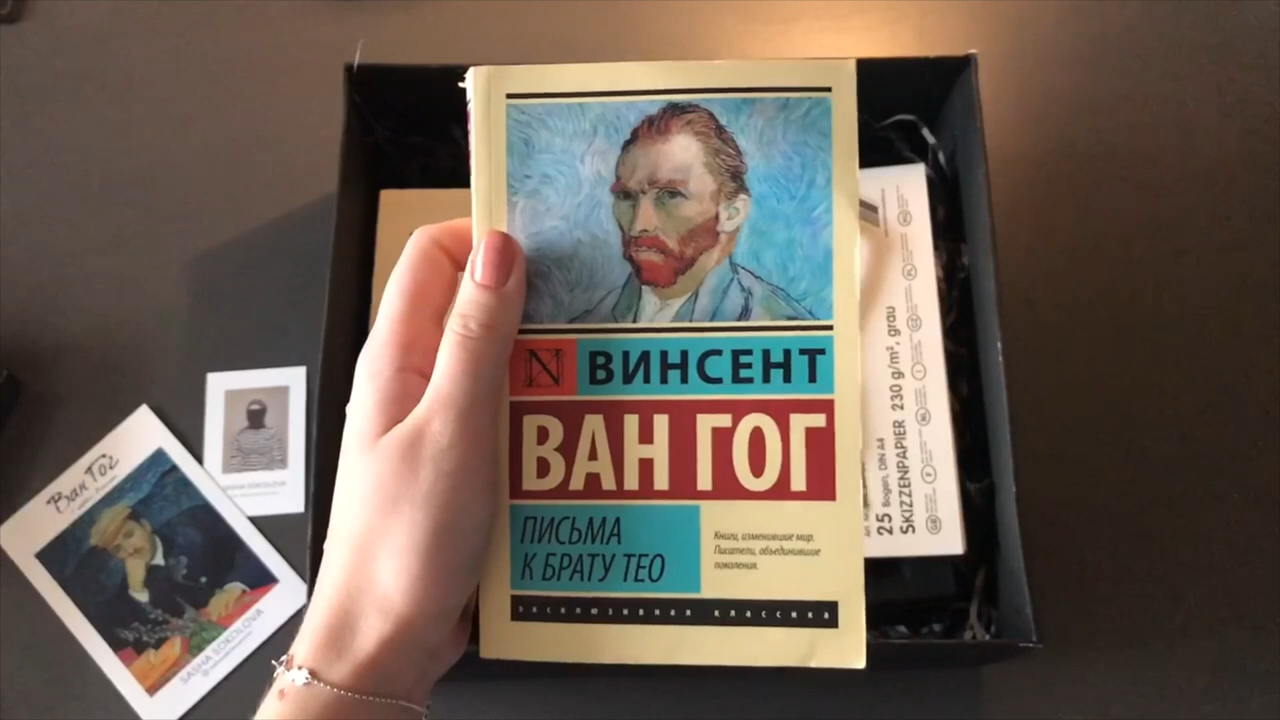 N
ВИНСЕНТ
ВАН ГОГ
ПИСЬМА
К БРАТУ ТЕО
Книги, изменившие мир.
Писатели, объединившие
поколения.
эксклюзивная классика
25 Bogen, DIN A4
SKIZZENPAPIER 230 g/m², grau
Ван Гог
SASHA SOKOLOVA
SASHA SOKOLOVA